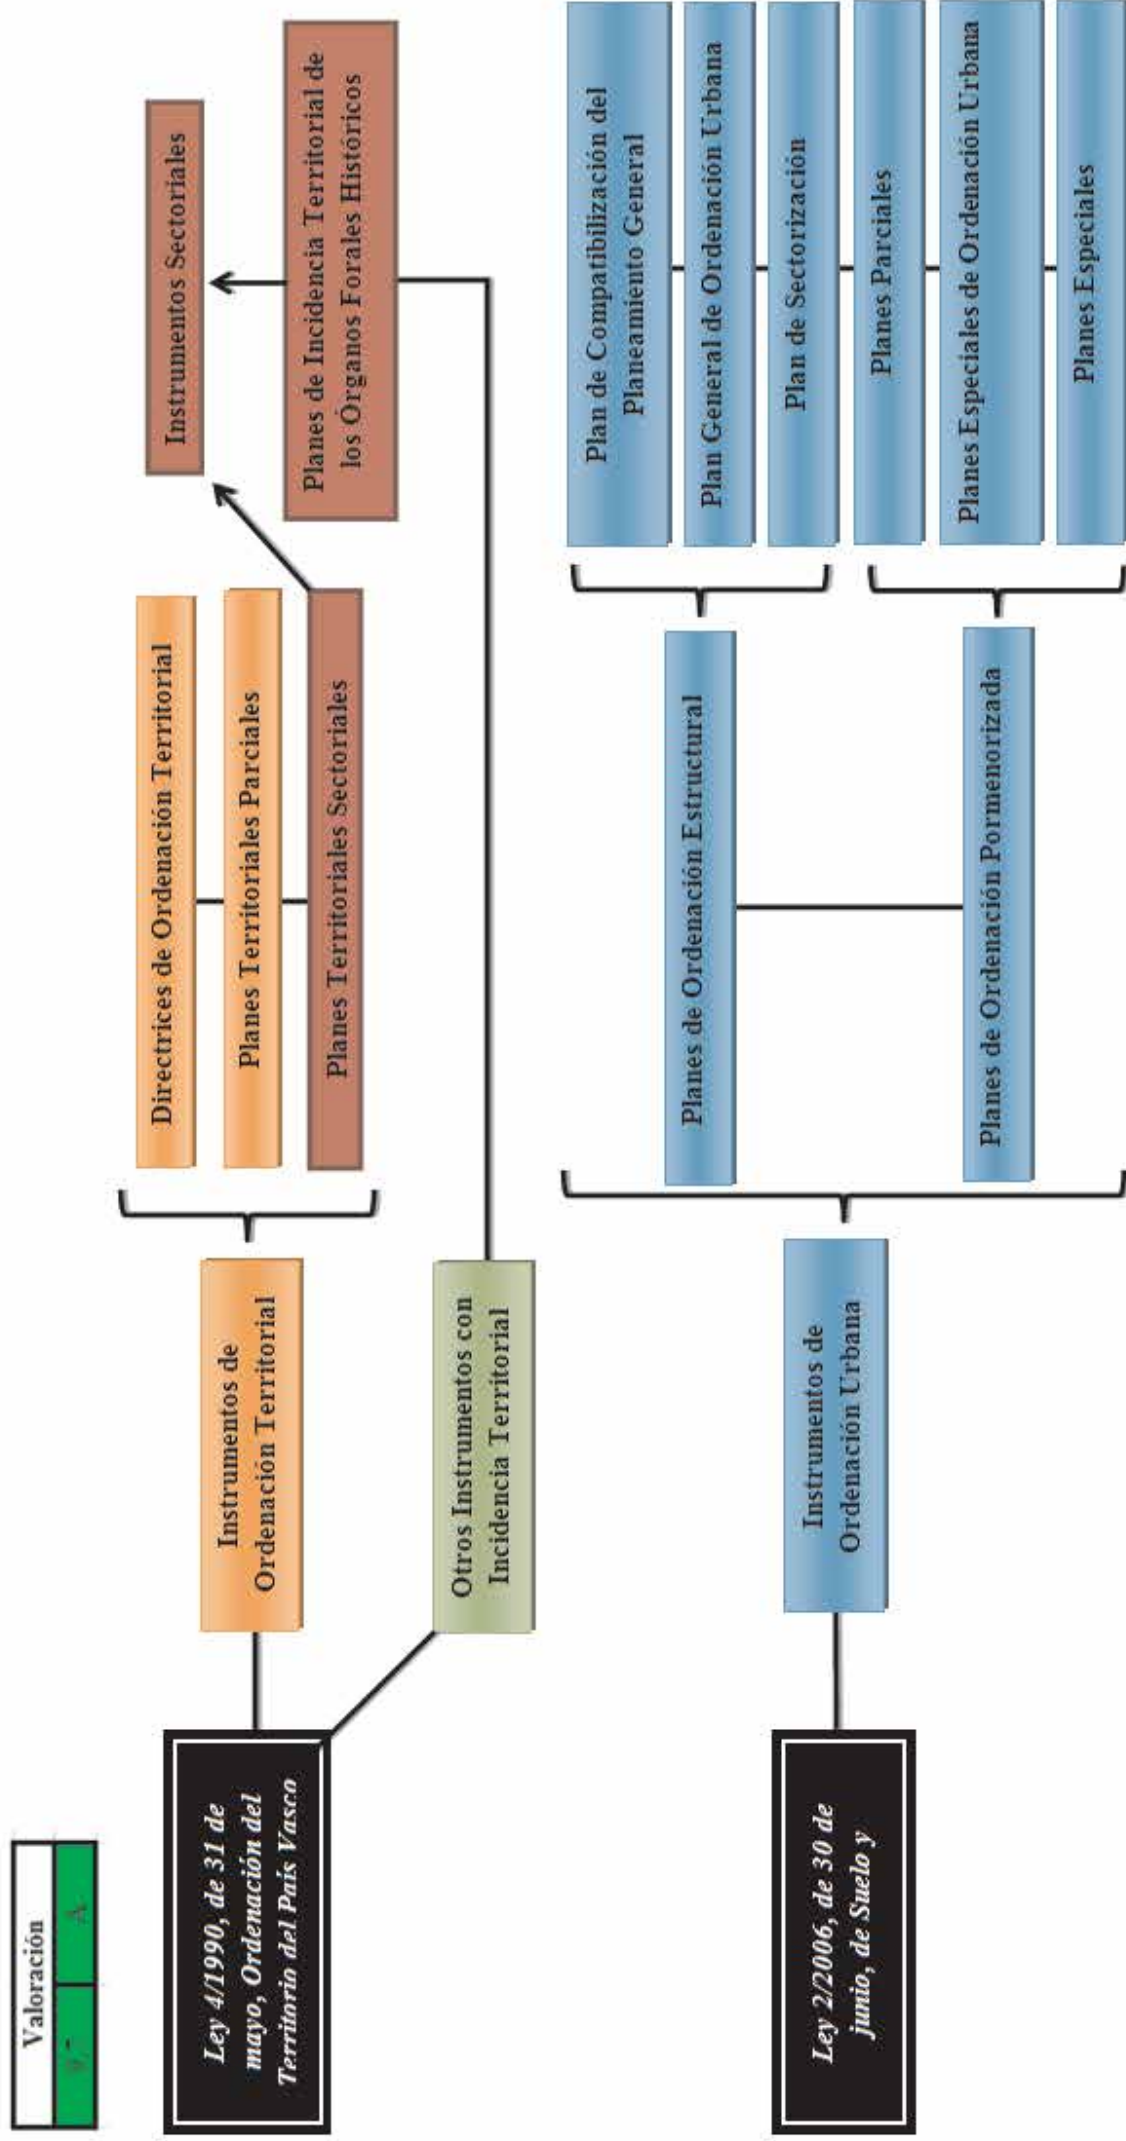 Valoración
A
Ley 4/1990, de 31 de
mayo, Ordenación del
Territorio del País Vasco
Instrumentos de
Ordenación Territorial
Directrices de Ordenación Territorial
Planes Territoriales Parciales
Planes Territoriales Sectoriales
Instrumentos Sectoriales
Planes de Incidencia Territorial de
los Órganos Forales Históricos
Otros Instrumentos con
Incidencia Territorial
Ley 2/2006, de 30 de
junio, de Suelo y
Instrumentos de
Ordenación Urbana
Planes de Ordenación Estructural
Plan de Compatibilización del
Planeamiento General
Plan General de Ordenación Urbana
Plan de Sectorización
Planes de Ordenación Pormenorizada
Planes Parciales
Planes Especiales de Ordenación Urbana
Planes Especiales